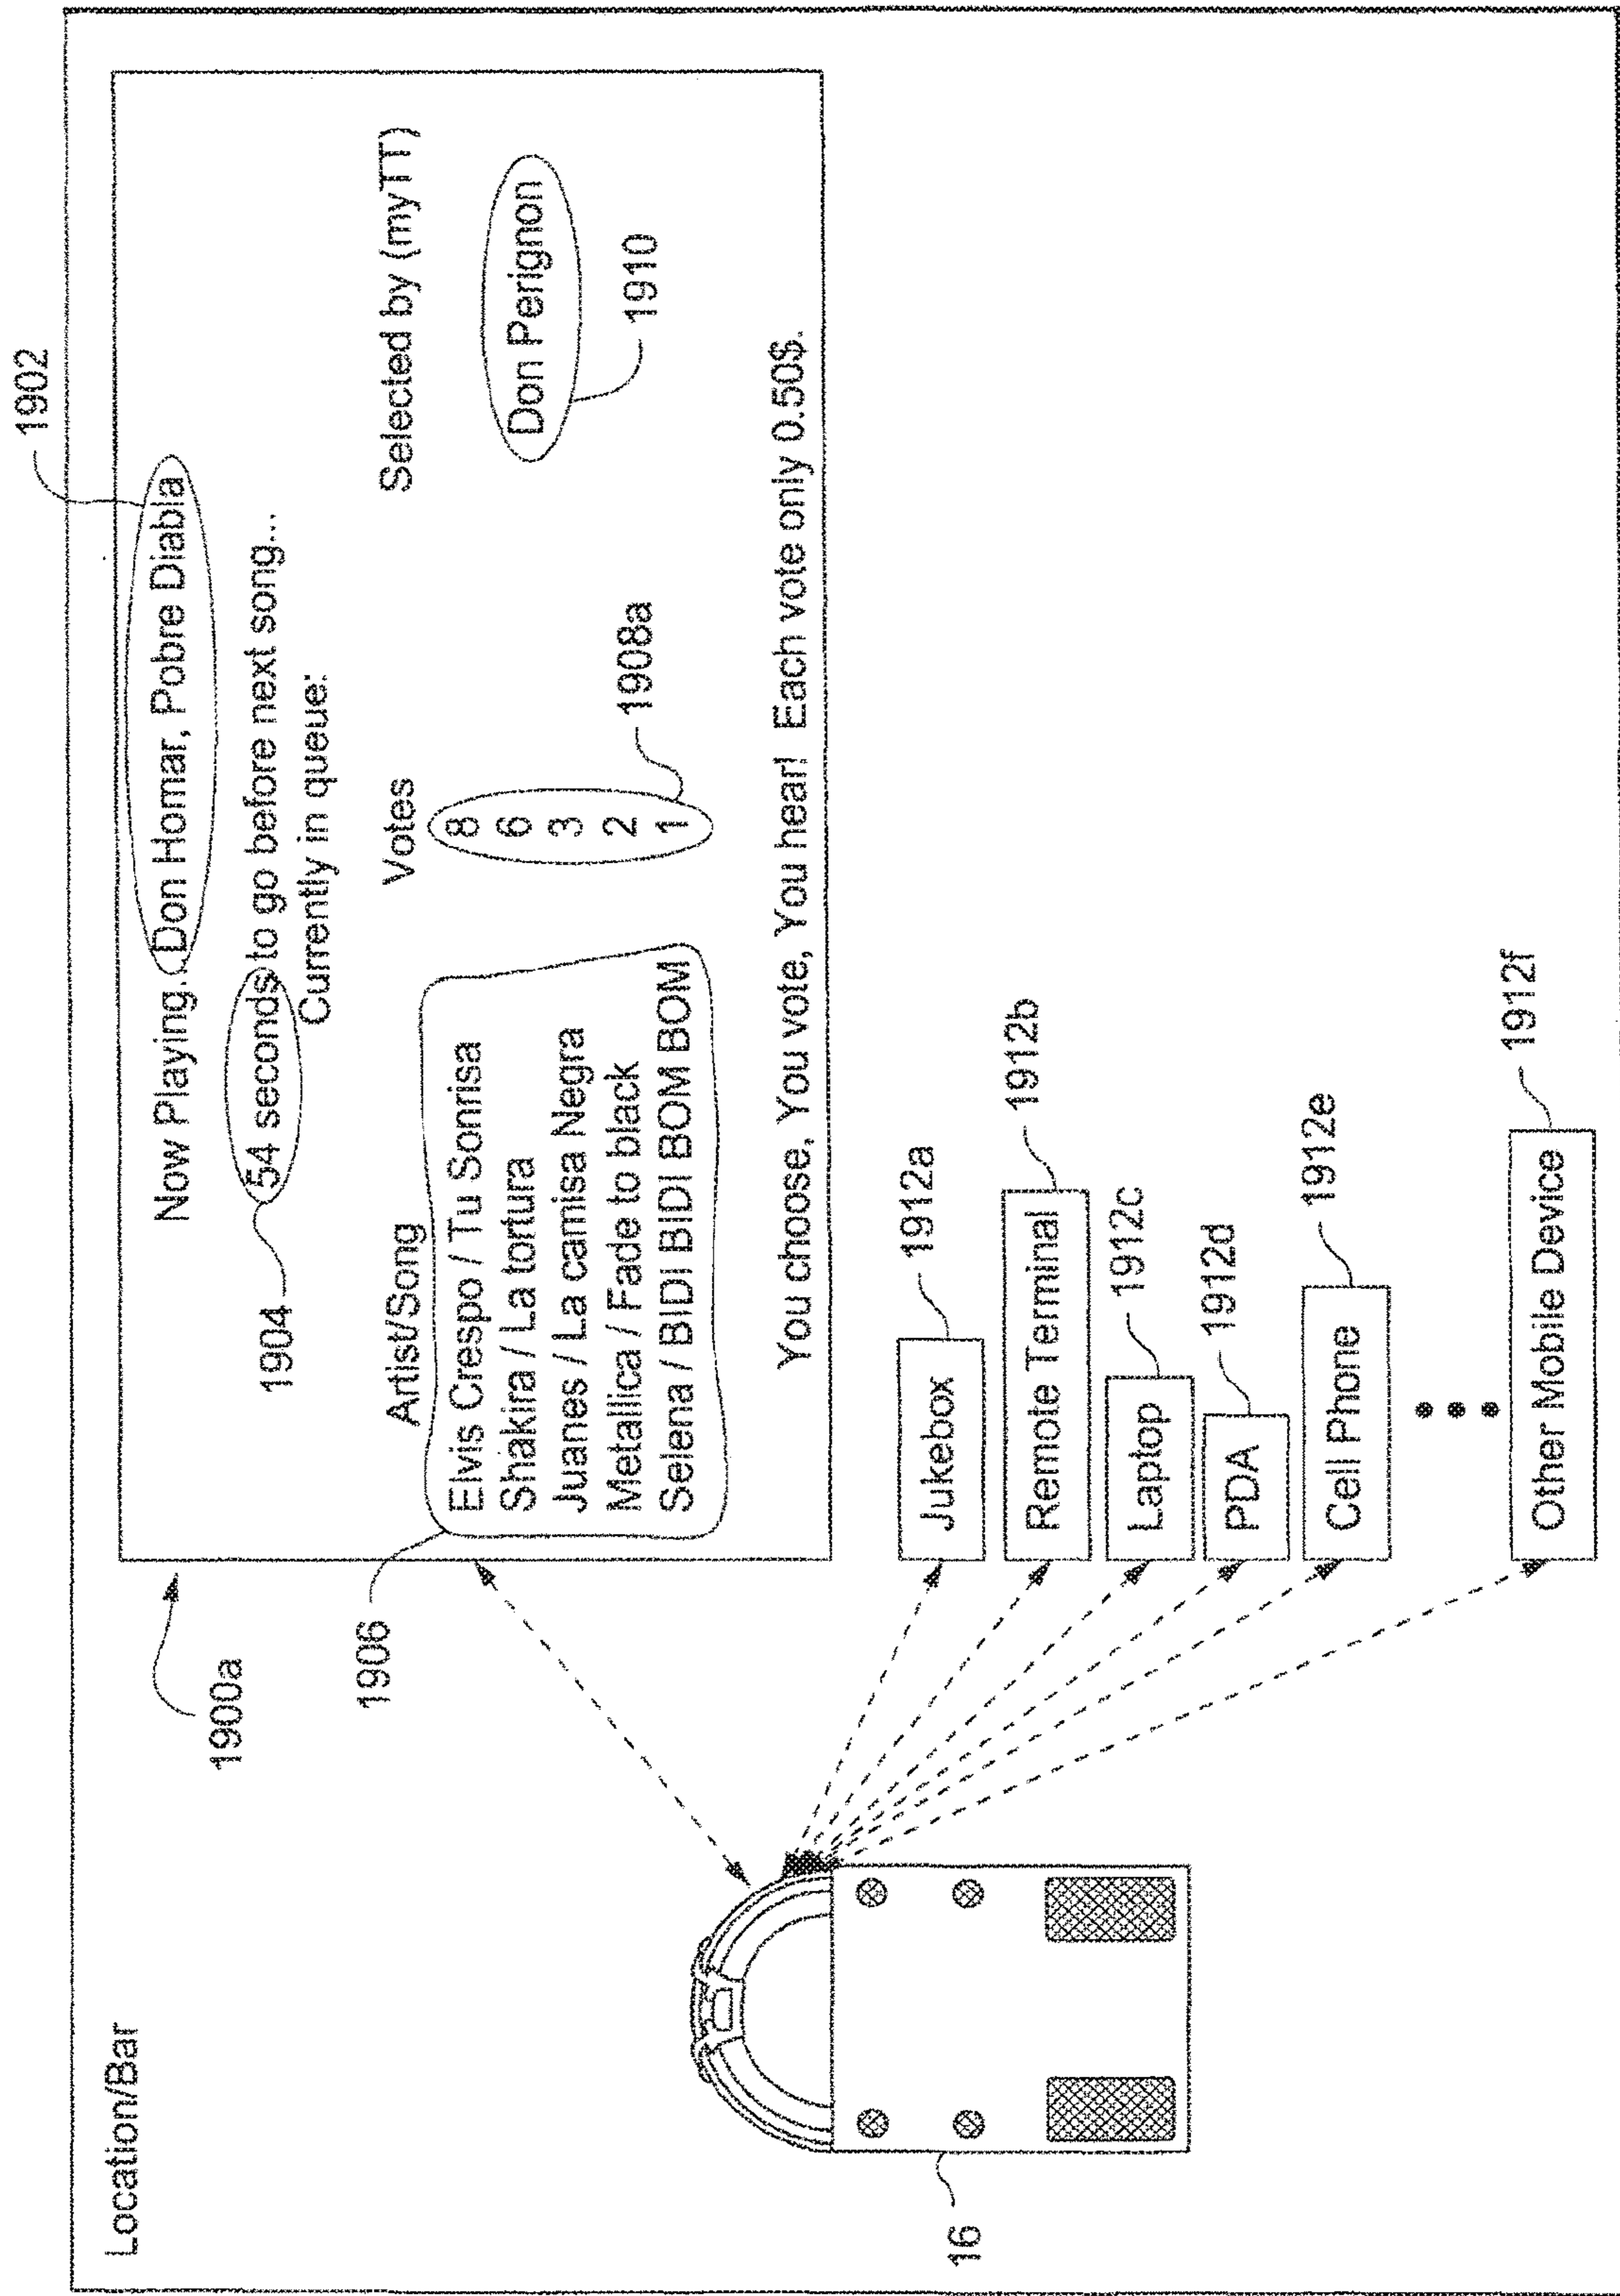 Location/Bar
1902
Now Playing...Don Homar, Pobre Diabla
54 seconds to go before next song...
Currently in queue:
1904
1900a
Artist/Song Votes Selected by (myTT)
Elvis Crespo / Tu Sonrisa 8
Shakira / La tortura 6 Don Perignon
Juanes / La camisa Negra 3
Metallica / Fade to black 2
Selena / BIDI BIDI BOM BOM 1
1906
1908a
1910
You choose, You vote, You hear! Each vote only 0.50$.
Jukebox 1912a
Remote Terminal 1912b
Laptop 1912c
PDA 1912d
Cell Phone 1912e
Other Mobile Device 1912f
16